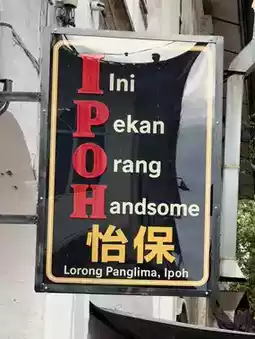 Ini
Pekan
Orang
Handsome
怡保
Lorong Panglima, Ipoh